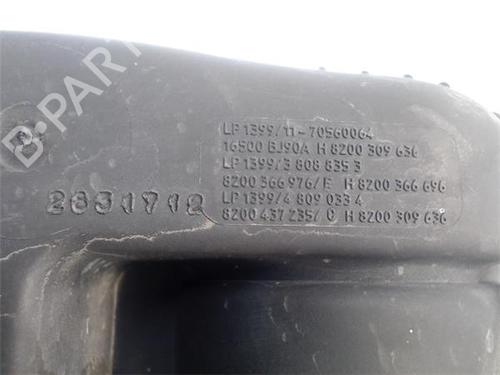 B-PARTS
LP 1399/11-70560064
16500 BJ90A H 8200 309 636
LP 1399/3 808 835 3
8200 366 976/E H 8200 366 696
LP 1399/4 809 033 4
8200 437 235/C H 8200 309 636
2831712